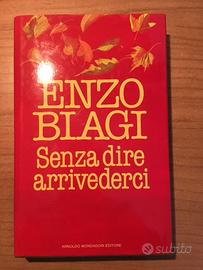 ENZO
BIAGI
Senza dire
arrivederci
ARNOLDO MONDADORI EDITORE
subito